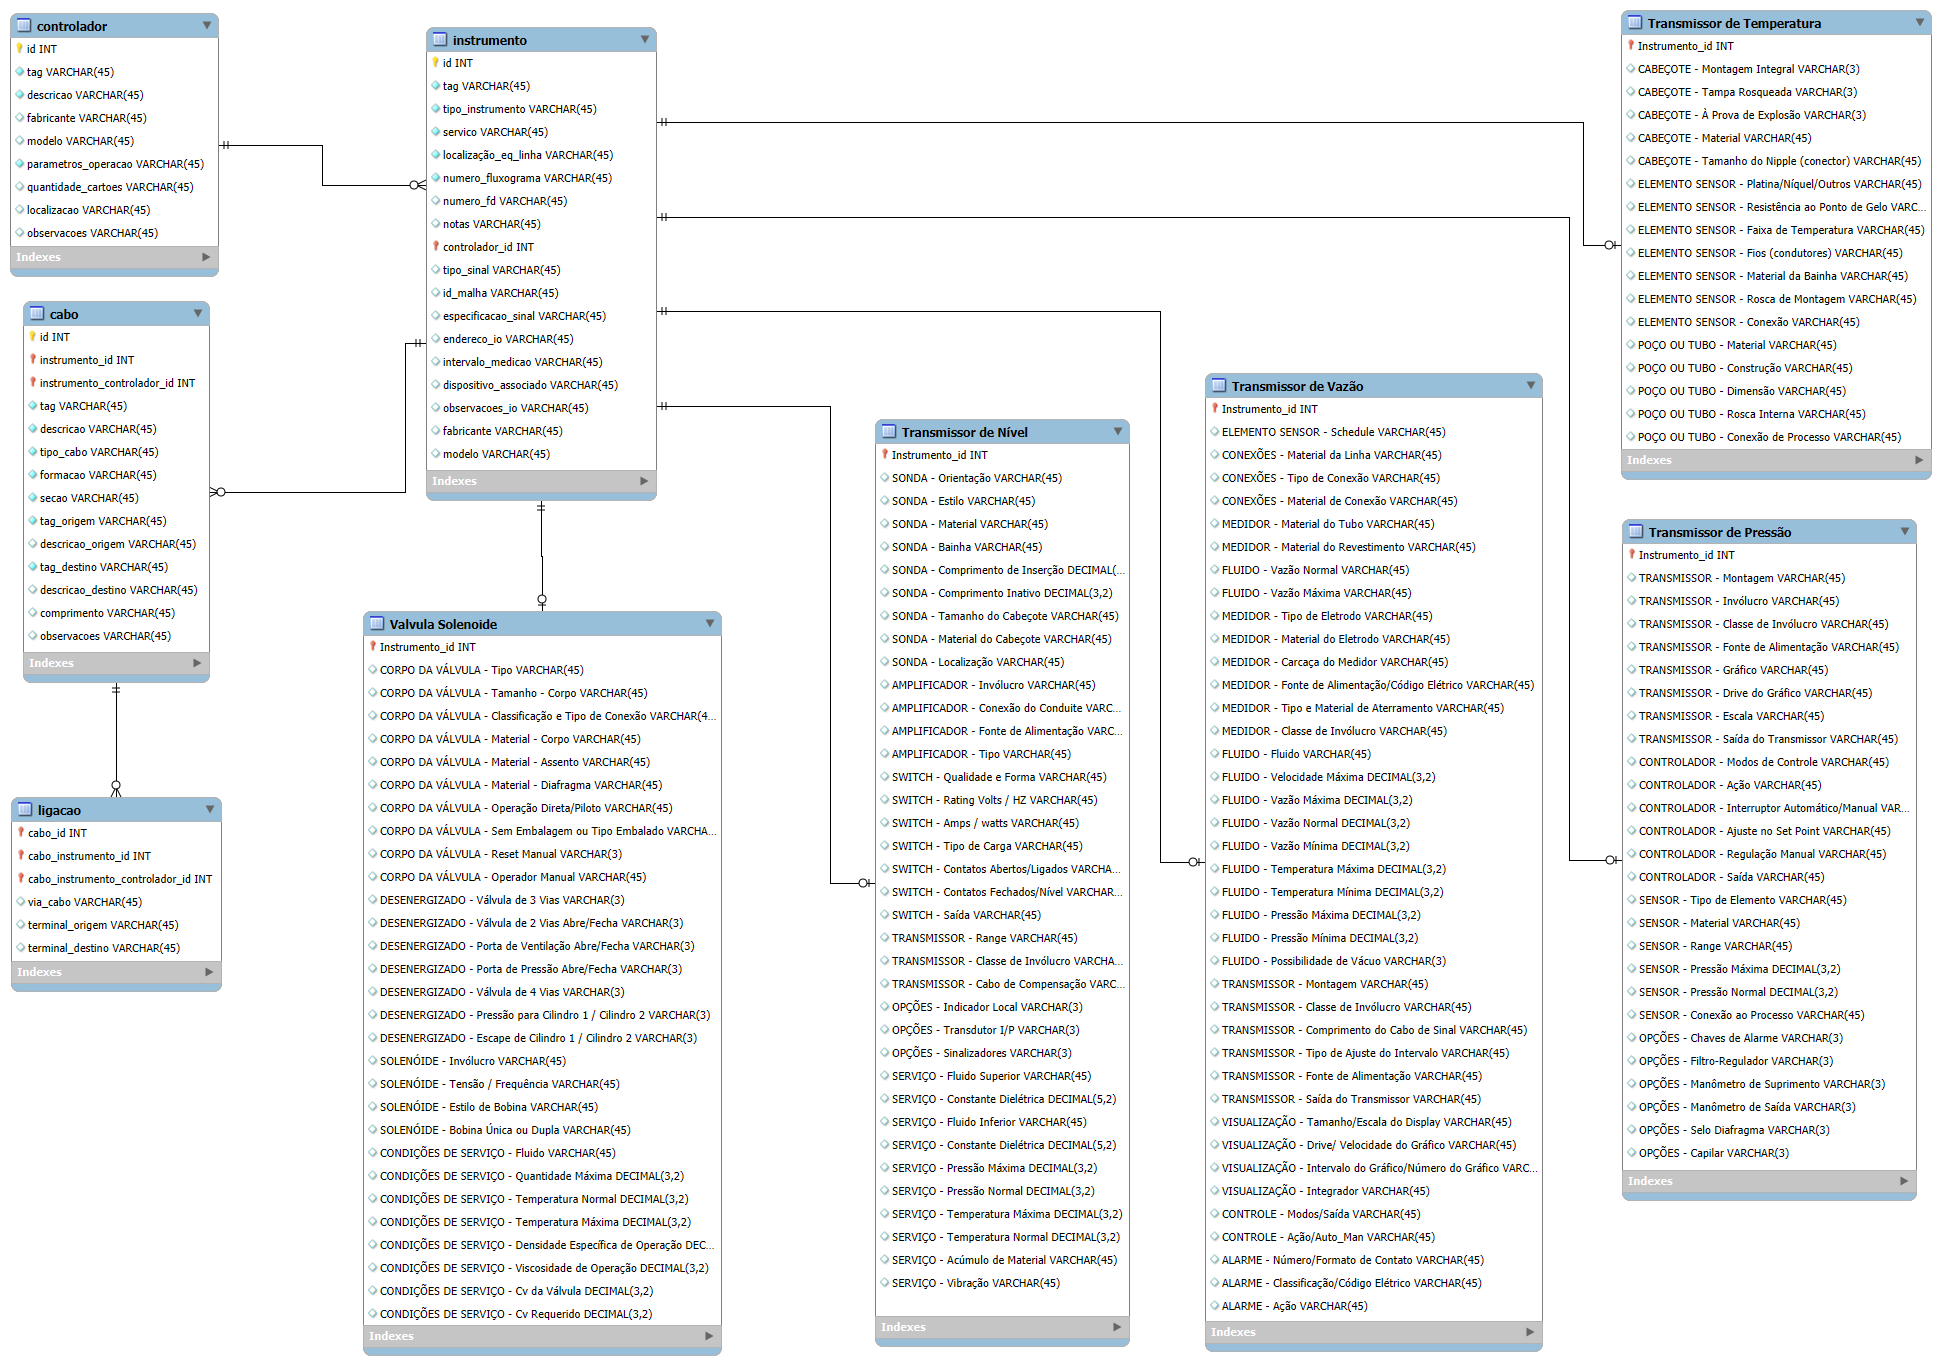 controlador
id INT
tag VARCHAR(45)
descricao VARCHAR(45)
fabricante VARCHAR(45)
modelo VARCHAR(45)
parametros_operacao VARCHAR(45)
quantidade_cartoes VARCHAR(45)
localizacao VARCHAR(45)
observacoes VARCHAR(45)
Indexes
cabo
id INT
instrumento_id INT
instrumento_controlador_id INT
tag VARCHAR(45)
descricao VARCHAR(45)
tipo_cabo VARCHAR(45)
formacao VARCHAR(45)
secao VARCHAR(45)
tag_origem VARCHAR(45)
descricao_origem VARCHAR(45)
tag_destino VARCHAR(45)
descricao_destino VARCHAR(45)
comprimento VARCHAR(45)
observacoes VARCHAR(45)
Indexes
ligacao
cabo_id INT
cabo_instrumento_id INT
cabo_instrumento_controlador_id INT
via_cabo VARCHAR(45)
terminal_origem VARCHAR(45)
terminal_destino VARCHAR(45)
Indexes
instrumento
id INT
tag VARCHAR(45)
tipo_instrumento VARCHAR(45)
servico VARCHAR(45)
localização_eq_linha VARCHAR(45)
numero_fluxograma VARCHAR(45)
numero_fd VARCHAR(45)
notas VARCHAR(45)
controlador_id INT
tipo_sinal VARCHAR(45)
id_malha VARCHAR(45)
especificacao_sinal VARCHAR(45)
endereco_io VARCHAR(45)
intervalo_medicao VARCHAR(45)
dispositivo_associado VARCHAR(45)
observacoes_io VARCHAR(45)
fabricante VARCHAR(45)
modelo VARCHAR(45)
Indexes
Valvula Solenoide
Instrumento_id INT
CORPO DA VÁLVULA - Tipo VARCHAR(45)
CORPO DA VÁLVULA - Tamanho - Corpo VARCHAR(45)
CORPO DA VÁLVULA - Classificação e Tipo de Conexão VARCHAR(4...
CORPO DA VÁLVULA - Material - Corpo VARCHAR(45)
CORPO DA VÁLVULA - Material - Assento VARCHAR(45)
CORPO DA VÁLVULA - Material - Diafragma VARCHAR(45)
CORPO DA VÁLVULA - Operação Direta/Piloto VARCHAR(45)
CORPO DA VÁLVULA - Sem Embalagem ou Tipo Embalado VARCHA...
CORPO DA VÁLVULA - Reset Manual VARCHAR(3)
CORPO DA VÁLVULA - Operador Manual VARCHAR(45)
DESENERGIZADO - Válvula de 3 Vias VARCHAR(3)
DESENERGIZADO - Válvula de 2 Vias Abre/Fecha VARCHAR(3)
DESENERGIZADO - Porta de Ventilação Abre/Fecha VARCHAR(3)
DESENERGIZADO - Porta de Pressão Abre/Fecha VARCHAR(3)
DESENERGIZADO - Válvula de 4 Vias VARCHAR(3)
DESENERGIZADO - Pressão para Cilindro 1 / Cilindro 2 VARCHAR(3)
DESENERGIZADO - Escape de Cilindro 1 / Cilindro 2 VARCHAR(3)
SOLENÓIDE - Invólucro VARCHAR(45)
SOLENÓIDE - Tensão / Frequência VARCHAR(45)
SOLENÓIDE - Estilo de Bobina VARCHAR(45)
SOLENÓIDE - Bobina Única ou Dupla VARCHAR(45)
CONDIÇÕES DE SERVIÇO - Fluido VARCHAR(45)
CONDIÇÕES DE SERVIÇO - Quantidade Máxima DECIMAL(3,2)
CONDIÇÕES DE SERVIÇO - Temperatura Normal DECIMAL(3,2)
CONDIÇÕES DE SERVIÇO - Temperatura Máxima DECIMAL(3,2)
CONDIÇÕES DE SERVIÇO - Densidade Específica de Operação DEC...
CONDIÇÕES DE SERVIÇO - Viscosidade de Operação DECIMAL(3,2)
CONDIÇÕES DE SERVIÇO - Cv da Válvula DECIMAL(3,2)
CONDIÇÕES DE SERVIÇO - Cv Requerido DECIMAL(3,2)
Indexes
Transmissor de Nível
Instrumento_id INT
SONDA - Orientação VARCHAR(45)
SONDA - Estilo VARCHAR(45)
SONDA - Material VARCHAR(45)
SONDA - Bainha VARCHAR(45)
SONDA - Comprimento de Inserção DECIMAL(...
SONDA - Comprimento Inativo DECIMAL(3,2)
SONDA - Tamanho do Cabeçote VARCHAR(45)
SONDA - Material do Cabeçote VARCHAR(45)
SONDA - Localização VARCHAR(45)
AMPLIFICADOR - Invólucro VARCHAR(45)
AMPLIFICADOR - Conexão do Conduite VARC...
AMPLIFICADOR - Fonte de Alimentação VARC...
AMPLIFICADOR - Tipo VARCHAR(45)
SWITCH - Qualidade e Forma VARCHAR(45)
SWITCH - Rating Volts / HZ VARCHAR(45)
SWITCH - Amps / watts VARCHAR(45)
SWITCH - Tipo de Carga VARCHAR(45)
SWITCH - Contatos Abertos/Ligados VARCHA...
SWITCH - Contatos Fechados/Nível VARCHAR...
SWITCH - Saída VARCHAR(45)
TRANSMISSOR - Range VARCHAR(45)
TRANSMISSOR - Classe de Invólucro VARCHA...
TRANSMISSOR - Cabo de Compensação VARC...
OPÇÕES - Indicador Local VARCHAR(3)
OPÇÕES - Transdutor I/P VARCHAR(3)
OPÇÕES - Sinalizadores VARCHAR(3)
SERVIÇO - Fluido Superior VARCHAR(45)
SERVIÇO - Constante Dielétrica DECIMAL(5,2)
SERVIÇO - Fluido Inferior VARCHAR(45)
SERVIÇO - Constante Dielétrica DECIMAL(5,2)
SERVIÇO - Pressão Máxima DECIMAL(3,2)
SERVIÇO - Pressão Normal DECIMAL(3,2)
SERVIÇO - Temperatura Máxima DECIMAL(3,2)
SERVIÇO - Temperatura Normal DECIMAL(3,2)
SERVIÇO - Acúmulo de Material VARCHAR(45)
SERVIÇO - Vibração VARCHAR(45)
Indexes
Transmissor de Vazão
Instrumento_id INT
ELEMENTO SENSOR - Schedule VARCHAR(45)
CONEXÕES - Material da Linha VARCHAR(45)
CONEXÕES - Tipo de Conexão VARCHAR(45)
CONEXÕES - Material de Conexão VARCHAR(45)
MEDIDOR - Material do Tubo VARCHAR(45)
MEDIDOR - Material do Revestimento VARCHAR(45)
FLUIDO - Vazão Normal VARCHAR(45)
FLUIDO - Vazão Máxima VARCHAR(45)
MEDIDOR - Tipo de Eletrodo VARCHAR(45)
MEDIDOR - Material do Eletrodo VARCHAR(45)
MEDIDOR - Carcaça do Medidor VARCHAR(45)
MEDIDOR - Fonte de Alimentação/Código Elétrico VARCHAR(45)
MEDIDOR - Tipo e Material de Aterramento VARCHAR(45)
MEDIDOR - Classe de Invólucro VARCHAR(45)
FLUIDO - Fluido VARCHAR(45)
FLUIDO - Velocidade Máxima DECIMAL(3,2)
FLUIDO - Vazão Máxima DECIMAL(3,2)
FLUIDO - Vazão Normal DECIMAL(3,2)
FLUIDO - Vazão Mínima DECIMAL(3,2)
FLUIDO - Temperatura Máxima DECIMAL(3,2)
FLUIDO - Temperatura Mínima DECIMAL(3,2)
FLUIDO - Pressão Máxima DECIMAL(3,2)
FLUIDO - Pressão Mínima DECIMAL(3,2)
FLUIDO - Possibilidade de Vácuo VARCHAR(3)
TRANSMISSOR - Montagem VARCHAR(45)
TRANSMISSOR - Classe de Invólucro VARCHAR(45)
TRANSMISSOR - Comprimento do Cabo de Sinal VARCHAR(45)
TRANSMISSOR - Tipo de Ajuste do Intervalo VARCHAR(45)
TRANSMISSOR - Fonte de Alimentação VARCHAR(45)
TRANSMISSOR - Saída do Transmissor VARCHAR(45)
VISUALIZAÇÃO - Tamanho/Escala do Display VARCHAR(45)
VISUALIZAÇÃO - Drive/ Velocidade do Gráfico VARCHAR(45)
VISUALIZAÇÃO - Intervalo do Gráfico/Número do Gráfico VARC...
VISUALIZAÇÃO - Integrador VARCHAR(45)
CONTROLE - Modos/Saída VARCHAR(45)
CONTROLE - Ação/Auto_Man VARCHAR(45)
ALARME - Número/Formato de Contato VARCHAR(45)
ALARME - Classificação/Código Elétrico VARCHAR(45)
ALARME - Ação VARCHAR(45)
Indexes
Transmissor de Temperatura
Instrumento_id INT
CABEÇOTE - Montagem Integral VARCHAR(3)
CABEÇOTE - Tampa Rosqueada VARCHAR(3)
CABEÇOTE - À Prova de Explosão VARCHAR(3)
CABEÇOTE - Material VARCHAR(45)
CABEÇOTE - Tamanho do Nipple (conector) VARCHAR(45)
ELEMENTO SENSOR - Platina/Níquel/Outros VARCHAR(45)
ELEMENTO SENSOR - Resistência ao Ponto de Gelo VARC...
ELEMENTO SENSOR - Faixa de Temperatura VARCHAR(45)
ELEMENTO SENSOR - Fios (condutores) VARCHAR(45)
ELEMENTO SENSOR - Material da Bainha VARCHAR(45)
ELEMENTO SENSOR - Rosca de Montagem VARCHAR(45)
ELEMENTO SENSOR - Conexão VARCHAR(45)
POÇO OU TUBO - Material VARCHAR(45)
POÇO OU TUBO - Construção VARCHAR(45)
POÇO OU TUBO - Dimensão VARCHAR(45)
POÇO OU TUBO - Rosca Interna VARCHAR(45)
POÇO OU TUBO - Conexão de Processo VARCHAR(45)
Indexes
Transmissor de Pressão
Instrumento_id INT
TRANSMISSOR - Montagem VARCHAR(45)
TRANSMISSOR - Invólucro VARCHAR(45)
TRANSMISSOR - Classe de Invólucro VARCHAR(45)
TRANSMISSOR - Fonte de Alimentação VARCHAR(45)
TRANSMISSOR - Gráfico VARCHAR(45)
TRANSMISSOR - Drive do Gráfico VARCHAR(45)
TRANSMISSOR - Escala VARCHAR(45)
TRANSMISSOR - Saída do Transmissor VARCHAR(45)
CONTROLADOR - Modos de Controle VARCHAR(45)
CONTROLADOR - Ação VARCHAR(45)
CONTROLADOR - Interruptor Automático/Manual VAR...
CONTROLADOR - Ajuste no Set Point VARCHAR(45)
CONTROLADOR - Regulação Manual VARCHAR(45)
CONTROLADOR - Saída VARCHAR(45)
SENSOR - Tipo de Elemento VARCHAR(45)
SENSOR - Material VARCHAR(45)
SENSOR - Range VARCHAR(45)
SENSOR - Pressão Máxima DECIMAL(3,2)
SENSOR - Pressão Normal DECIMAL(3,2)
SENSOR - Conexão ao Processo VARCHAR(45)
OPÇÕES - Chaves de Alarme VARCHAR(3)
OPÇÕES - Filtro-Regulador VARCHAR(3)
OPÇÕES - Manômetro de Suprimento VARCHAR(3)
OPÇÕES - Manômetro de Saída VARCHAR(3)
OPÇÕES - Selo Diafragma VARCHAR(3)
OPÇÕES - Capilar VARCHAR(3)
Indexes